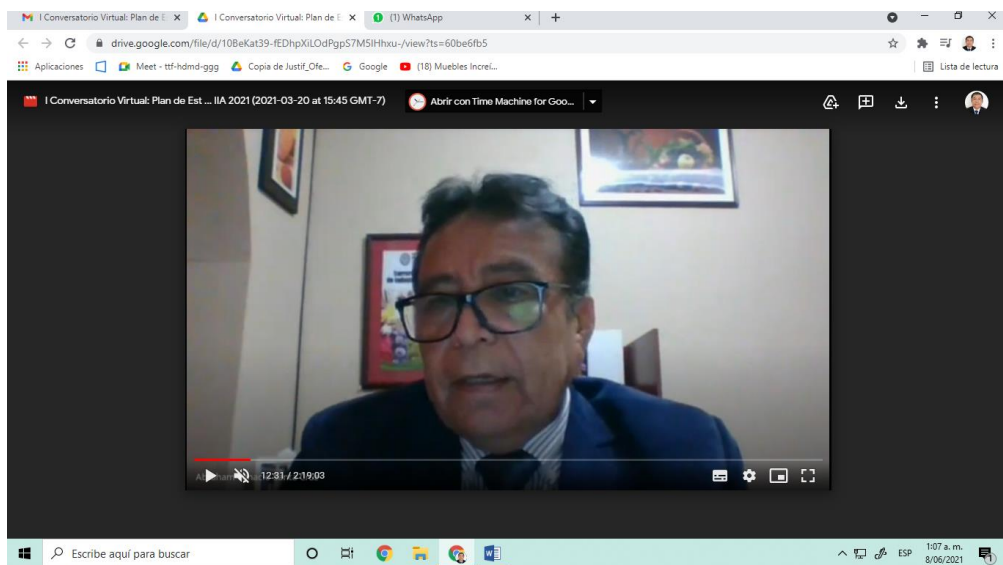 I Conversatorio Virtual: Plan de E
I Conversatorio Virtual: Plan de E
(1) WhatsApp
drive.google.com/file/d/10BeKat39-fEDhpXiLOdPgpS7M5IHhxu-/view?ts=60be6fb5
Aplicaciones
Meet - ttf-hdmd-ggg
Copia de Justif_Ofe...
Google
(18) Muebles Increí...
Lista de lectura
I Conversatorio Virtual: Plan de Est ... IIA 2021 (2021-03-20 at 15:45 GMT-7)
Abrir con Time Machine for Goo...
12:31 / 2:19:03
Escribe aquí para buscar
ESP
1:07 a. m.
8/06/2021
1